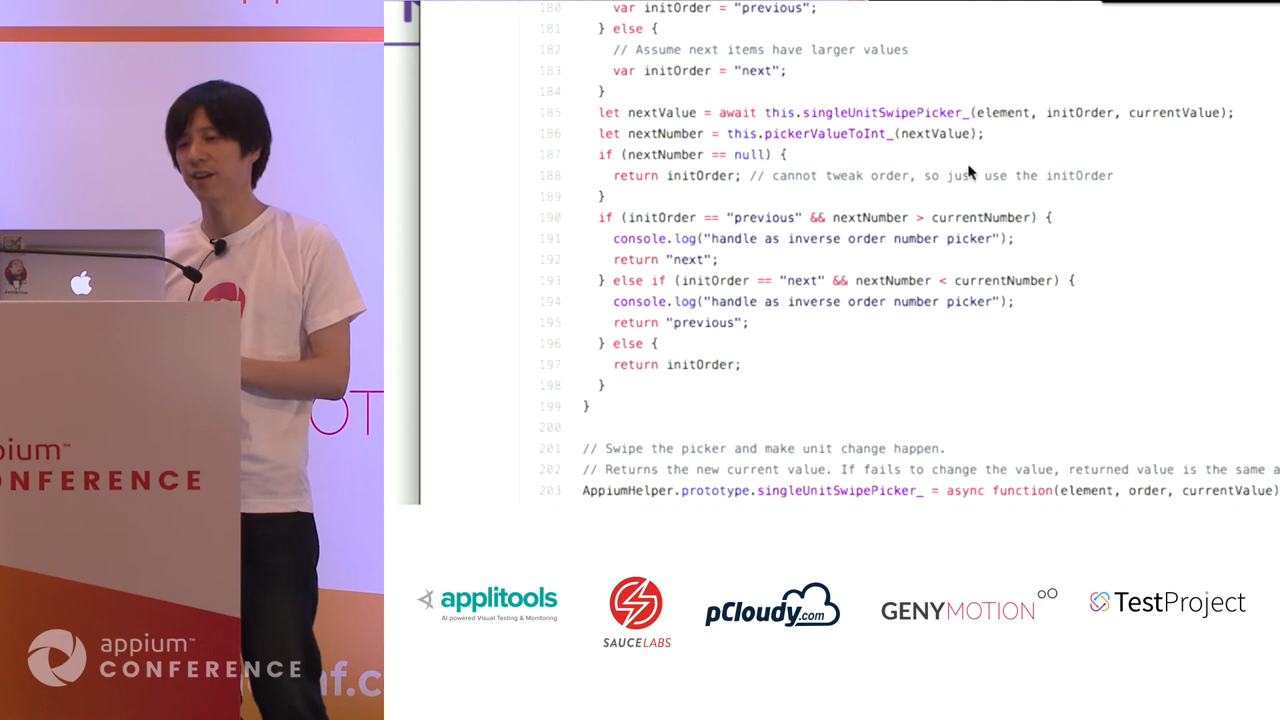 180 var initOrder = "previous";
181 } else {
182 // Assume next items have larger values
183 var initOrder = "next";
184 }
185 let nextValue = await this.singleUnitSwipePicker_(element, initOrder, currentValue);
186 let nextNumber = this.pickerValueToInt_(nextValue);
187 if (nextNumber == null) {
188 return initOrder; // cannot tweak order, so just use the initOrder
189 }
190 if (initOrder == "previous" && nextNumber > currentNumber) {
191 console.log("handle as inverse order number picker");
192 return "next";
193 } else if (initOrder == "next" && nextNumber < currentNumber) {
194 console.log("handle as inverse order number picker");
195 return "previous";
196 } else {
197 return initOrder;
198 }
199 }
200
201 // Swipe the picker and make unit change happen.
202 // Returns the new current value. If fails to change the value, returned value is the same a
203 AppiumHelper.prototype.singleUnitSwipePicker_ = async function(element, order, currentValue)
OT
pium™
ONFERENCE
appium™
CONFERENCE
nf.c
applitools
AI powered Visual Testing & Monitoring
SAUCELABS
pCloudy.com
GENYMOTION
TestProject